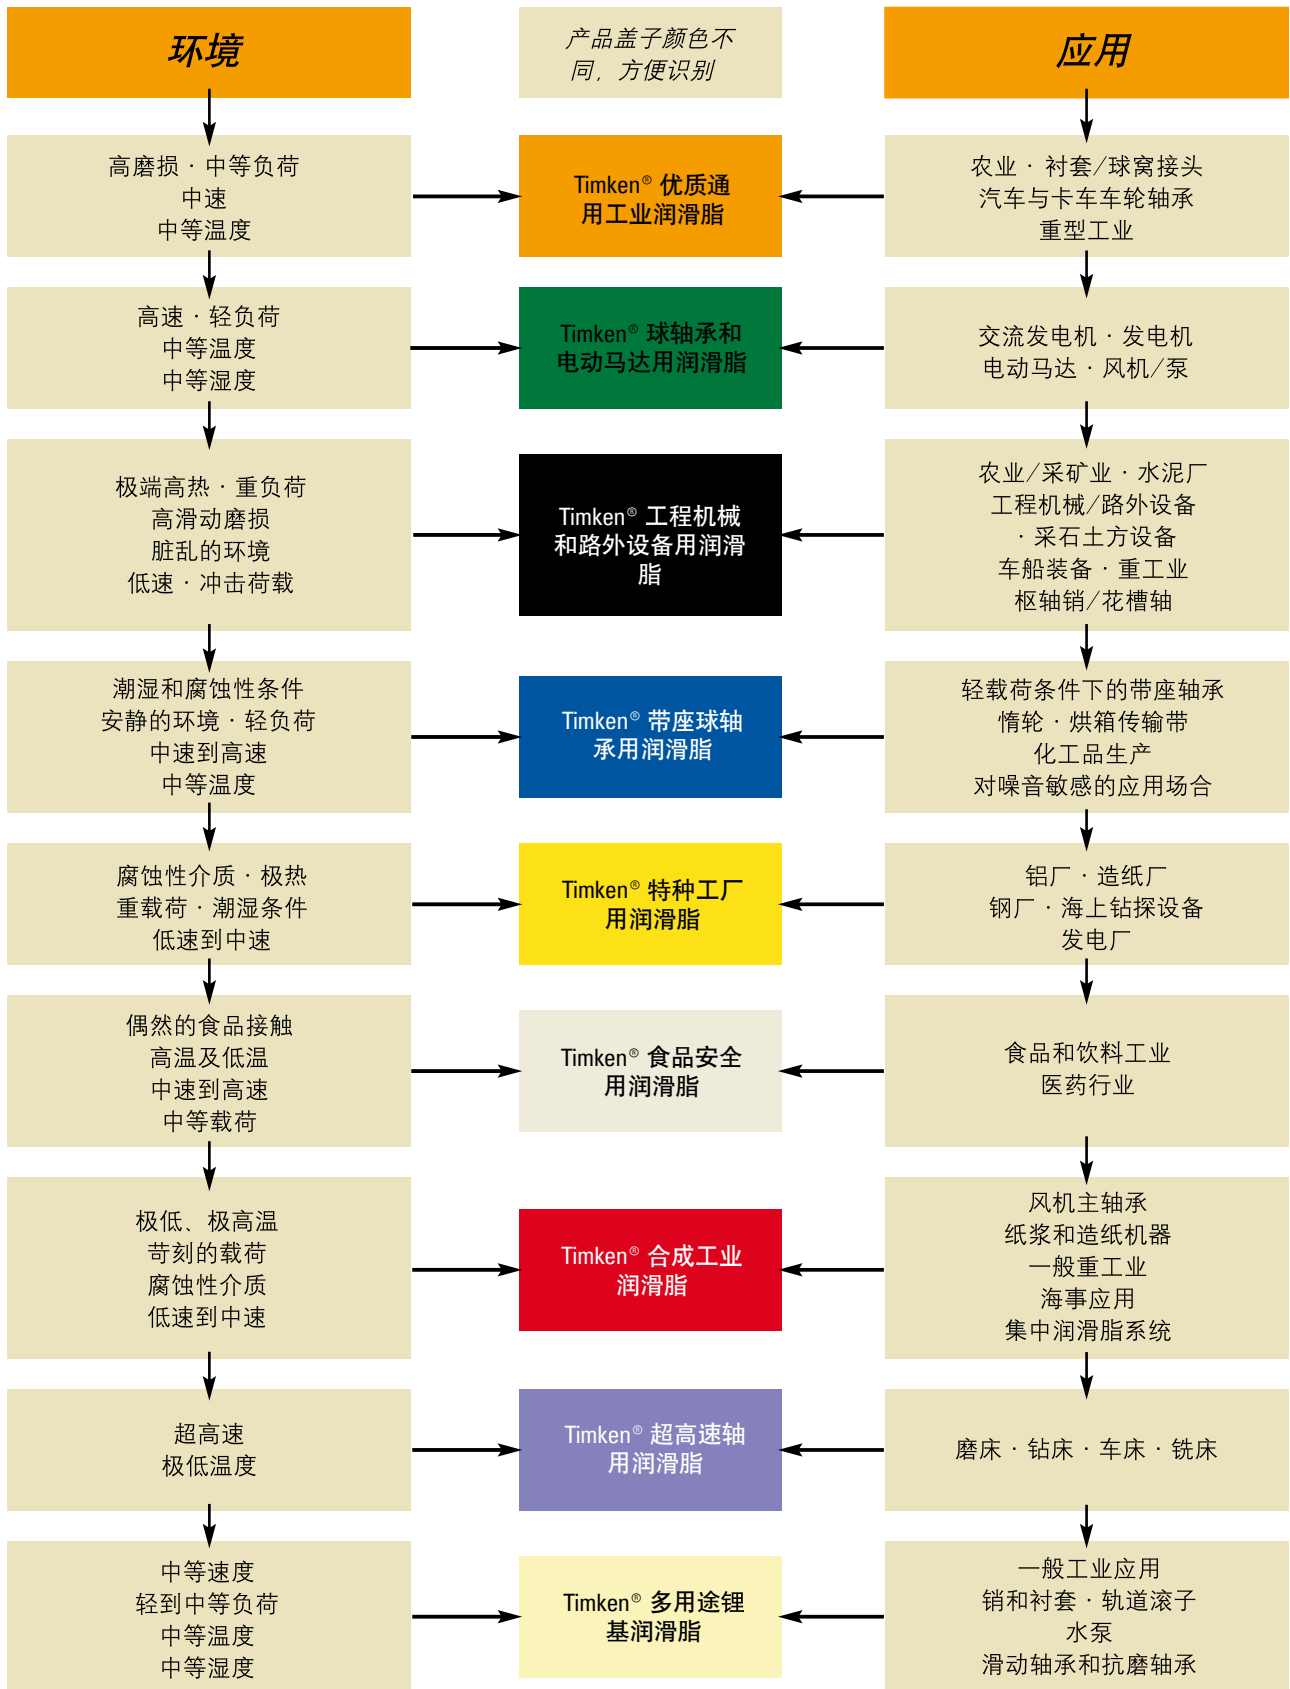 环境
产品盖子颜色不
同，方便识别
应用
高磨损·中等负荷
中速
中等温度
Timken® 优质通
用工业润滑脂
农业·衬套/球窝接头
汽车与卡车车轮轴承
重型工业
高速·轻负荷
中等温度
中等湿度
Timken® 球轴承和
电动马达用润滑脂
交流发电机·发电机
电动马达·风机/泵
极端高热·重负荷
高滑动磨损
脏乱的环境
低速·冲击荷载
Timken® 工程机械
和路外设备用润滑
脂
农业/采矿业·水泥厂
工程机械/路外设备
·采石土方设备
车船装备·重工业
枢轴销/花槽轴
潮湿和腐蚀性条件
安静的环境·轻负荷
中速到高速
中等温度
Timken® 带座球轴
承用润滑脂
轻载荷条件下的带座轴承
惰轮·烘箱传输带
化工品生产
对噪音敏感的应用场合
腐蚀性介质·极热
重载荷·潮湿条件
低速到中速
Timken® 特种工厂
用润滑脂
铝厂·造纸厂
钢厂·海上钻探设备
发电厂
偶然的食品接触
高温及低温
中速到高速
中等载荷
Timken® 食品安全
用润滑脂
食品和饮料工业
医药行业
极低、极高温
苛刻的载荷
腐蚀性介质
低速到中速
Timken® 合成工业
润滑脂
风机主轴承
纸浆和造纸机器
一般重工业
海事应用
集中润滑脂系统
超高速
极低温度
Timken® 超高速轴
用润滑脂
磨床·钻床·车床·铣床
中等速度
轻到中等负荷
中等温度
中等湿度
Timken® 多用途锂
基润滑脂
一般工业应用
销和衬套·轨道滚子
水泵
滑动轴承和抗磨轴承